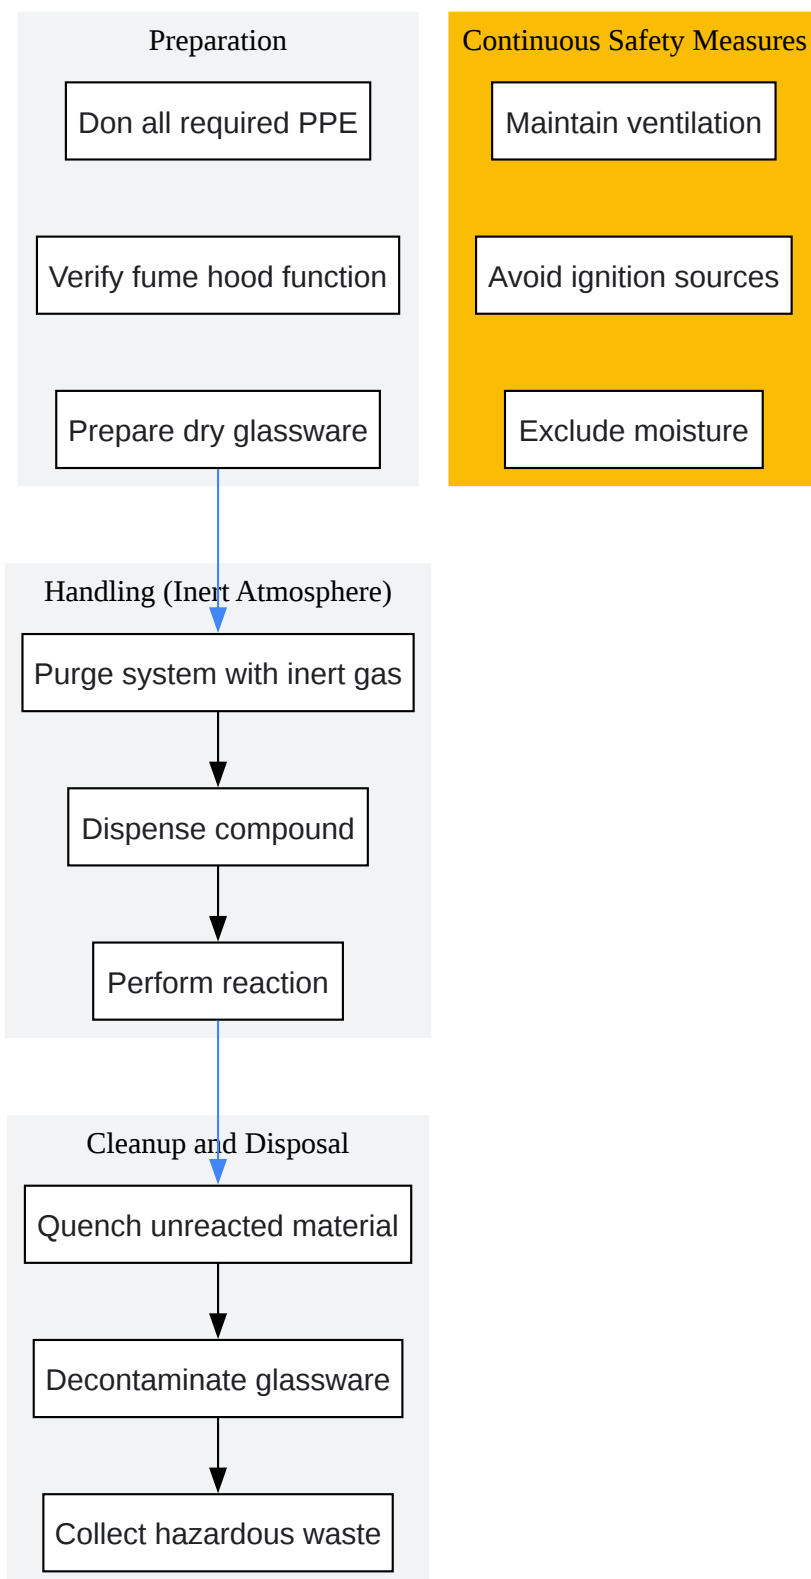 Preparation
Don all required PPE
Verify fume hood function
Prepare dry glassware
Continuous Safety Measures
Maintain ventilation
Avoid ignition sources
Exclude moisture
Handling (Inert Atmosphere)
Purge system with inert gas
Dispense compound
Perform reaction
Cleanup and Disposal
Quench unreacted material
Decontaminate glassware
Collect hazardous waste